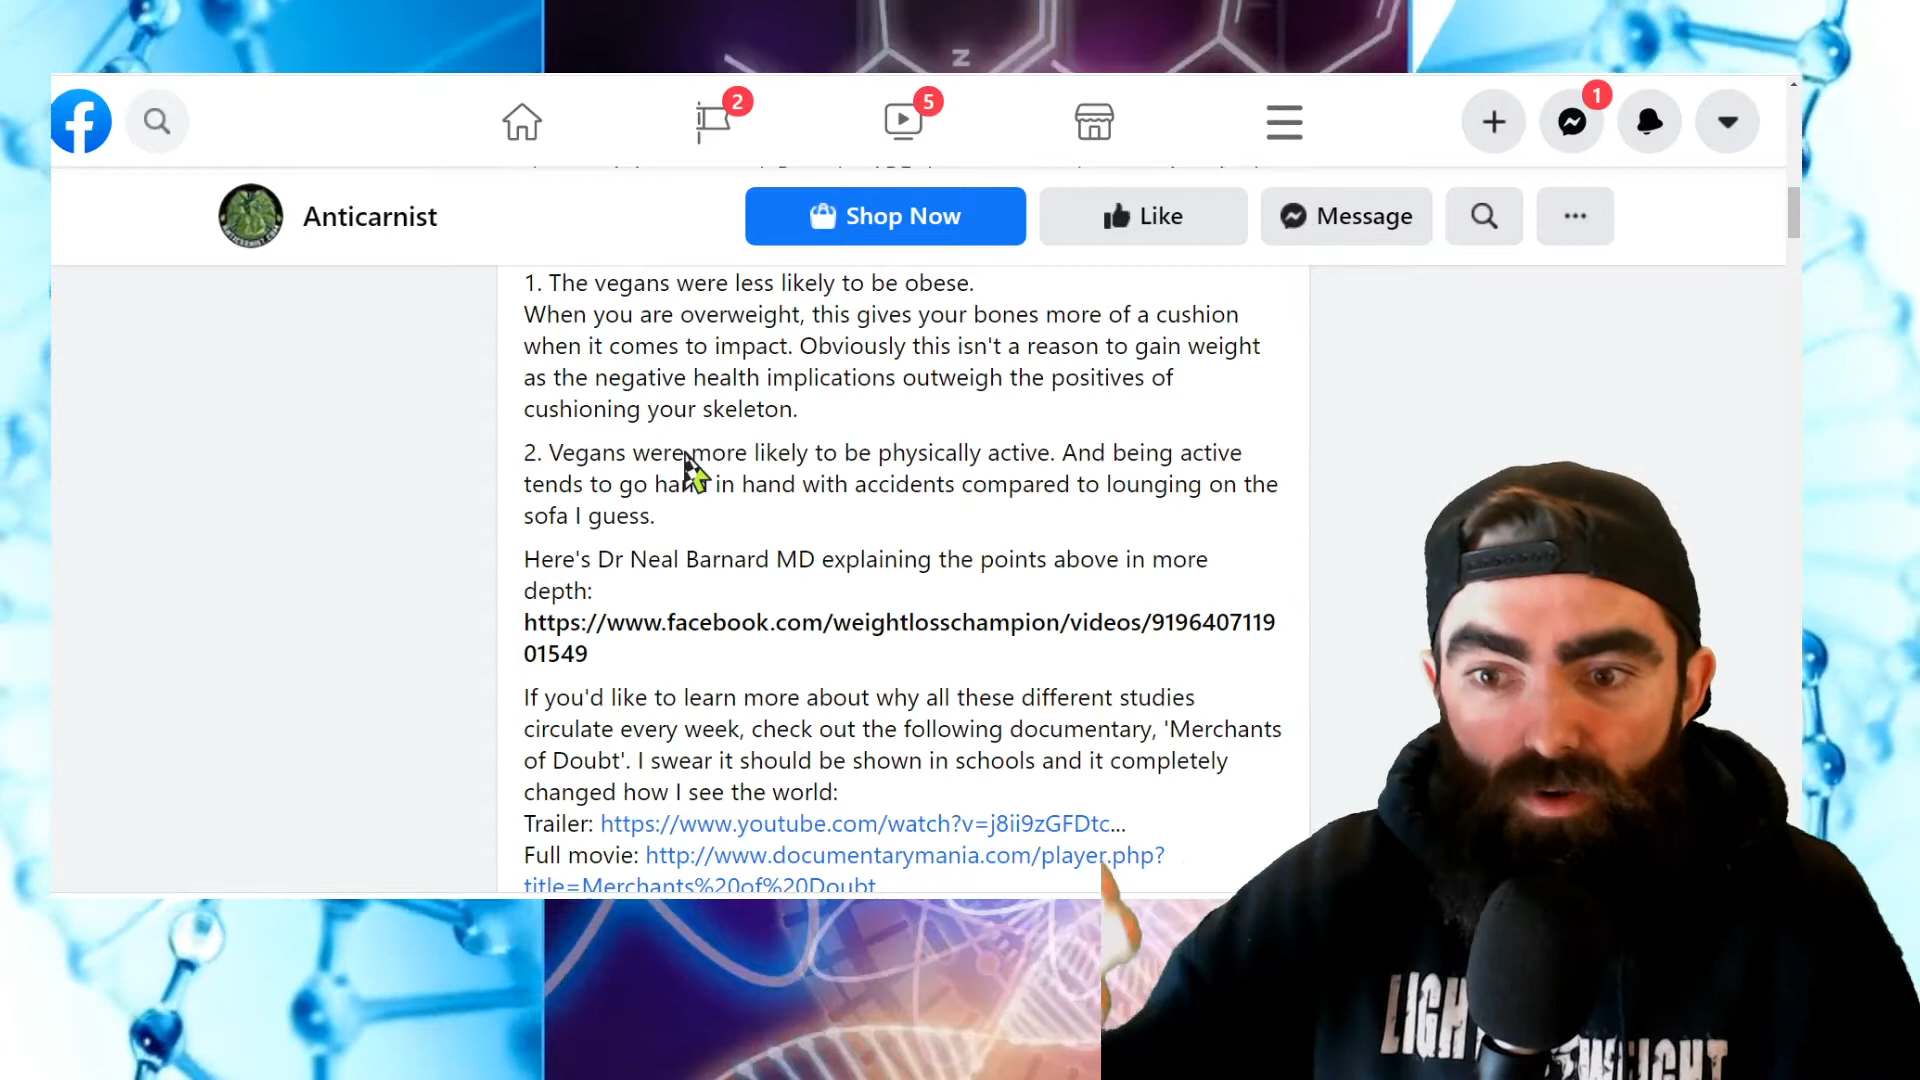 Z
2
5
1
Anticarnist
Shop Now
Like
Message
1. The vegans were less likely to be obese.
When you are overweight, this gives your bones more of a cushion
when it comes to impact. Obviously this isn't a reason to gain weight
as the negative health implications outweigh the positives of
cushioning your skeleton.
2. Vegans were more likely to be physically active. And being active
tends to go hand in hand with accidents compared to lounging on the
sofa I guess.
Here's Dr Neal Barnard MD explaining the points above in more
depth:
https://www.facebook.com/weightlosschampion/videos/9196407119
01549
If you'd like to learn more about why all these different studies
circulate every week, check out the following documentary, 'Merchants
of Doubt'. I swear it should be shown in schools and it completely
changed how I see the world:
Trailer: https://www.youtube.com/watch?v=j8ii9zGFDtc...
Full movie: http://www.documentarymania.com/player.php?
title=Merchants%20of%20Doubt